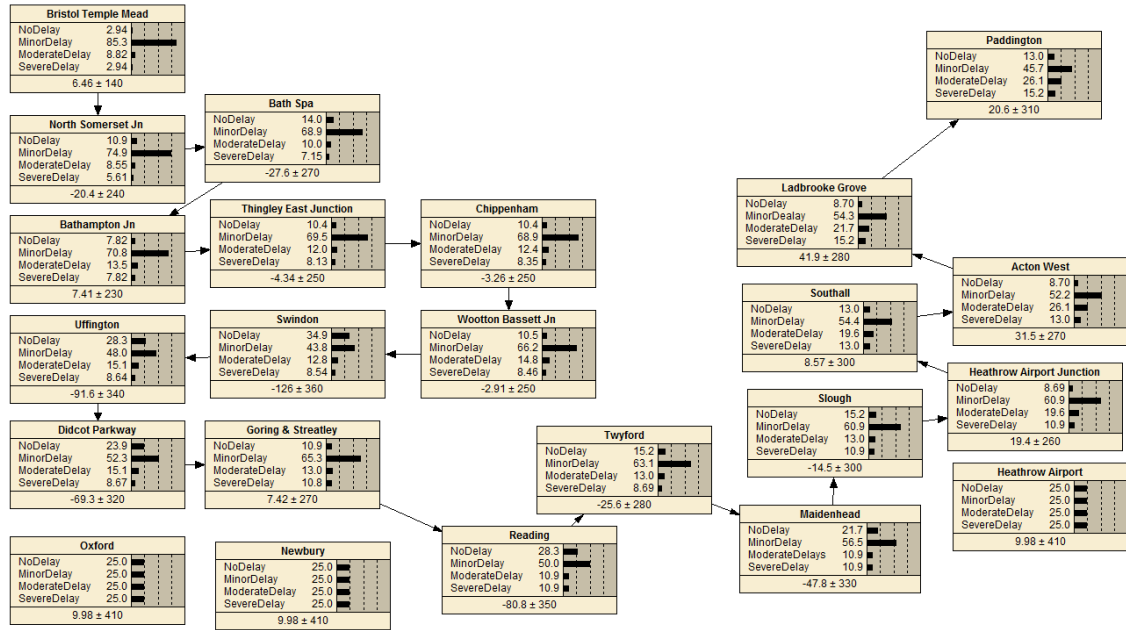 Bristol Temple Mead
NoDelay 2.94
MinorDelay 85.3
ModerateDelay 8.82
SevereDelay 2.94
6.46 ± 140
North Somerset Jn
NoDelay 10.9
MinorDelay 74.9
ModerateDelay 8.55
SevereDelay 5.61
-20.4 ± 240
Bath Spa
NoDelay 14.0
MinorDelay 68.9
ModerateDelay 10.0
SevereDelay 7.15
-27.6 ± 270
Bathampton Jn
NoDelay 7.82
MinorDelay 70.8
ModerateDelay 13.5
SevereDelay 7.82
7.41 ± 230
Thingley East Junction
NoDelay 10.4
MinorDelay 69.5
ModerateDelay 12.0
SevereDelay 8.13
-4.34 ± 250
Chippenham
NoDelay 10.4
MinorDelay 68.9
ModerateDelay 12.4
SevereDelay 8.35
-3.26 ± 250
Wootton Bassett Jn
NoDelay 10.5
MinorDelay 66.2
ModerateDelay 14.8
SevereDelay 8.46
-2.91 ± 250
Swindon
NoDelay 34.9
MinorDelay 43.8
ModerateDelay 12.8
SevereDelay 8.54
-126 ± 360
Uffington
NoDelay 28.3
MinorDelay 48.0
ModerateDelay 15.1
SevereDelay 8.64
-91.6 ± 340
Didcot Parkway
NoDelay 23.9
MinorDelay 52.3
ModerateDelay 15.1
SevereDelay 8.67
-69.3 ± 320
Goring & Streatley
NoDelay 10.9
MinorDelay 65.3
ModerateDelay 13.0
SevereDelay 10.8
7.42 ± 270
Reading
NoDelay 28.3
MinorDelay 50.0
ModerateDelay 10.9
SevereDelay 10.9
-80.8 ± 350
Twyford
NoDelay 15.2
MinorDelay 63.1
ModerateDelay 13.0
SevereDelay 8.69
-25.6 ± 280
Maidenhead
NoDelay 21.7
MinorDelay 56.5
ModerateDelays 10.9
SevereDelay 10.9
-47.8 ± 330
Slough
NoDelay 15.2
MinorDelay 60.9
ModerateDelay 13.0
SevereDelay 10.9
-14.5 ± 300
Heathrow Airport Junction
NoDelay 8.69
MinorDelay 60.9
ModerateDelay 19.6
SevereDelay 10.9
19.4 ± 260
Southall
NoDelay 13.0
MinorDelay 54.4
ModerateDelay 19.6
SevereDelay 13.0
8.57 ± 300
Acton West
NoDelay 8.70
MinorDelay 52.2
ModerateDelay 26.1
SevereDelay 13.0
31.5 ± 270
Ladbrooke Grove
NoDelay 8.70
MinorDealay 54.3
ModerateDelay 21.7
SevereDelay 15.2
41.9 ± 280
Paddington
NoDelay 13.0
MinorDelay 45.7
ModerateDelay 26.1
SevereDelay 15.2
20.6 ± 310
Heathrow Airport
NoDelay 25.0
MinorDelay 25.0
ModerateDelay 25.0
SevereDelay 25.0
9.98 ± 410
Oxford
NoDelay 25.0
MinorDelay 25.0
ModerateDelay 25.0
SevereDelay 25.0
9.98 ± 410
Newbury
NoDelay 25.0
MinorDelay 25.0
ModerateDelay 25.0
SevereDelay 25.0
9.98 ± 410